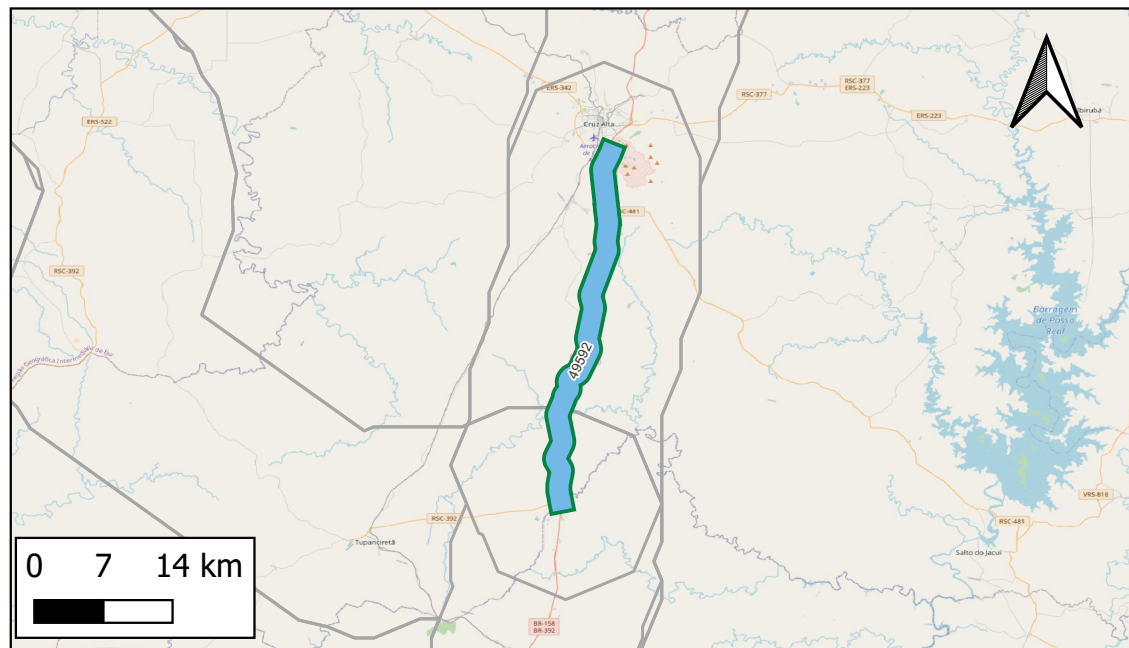 RSC-377
ERS-223
ERS-342
RSC-377
Ibirubá
ERS-522
ERS-223
Cruz Alta
RSC-481
RSC-392
Barragem
de Passo
Real
49592
VRS-818
RSC-392
RSC-481
Tupanciretã
Salto do Jacuí
0 7 14 km
BR-158
BR-392